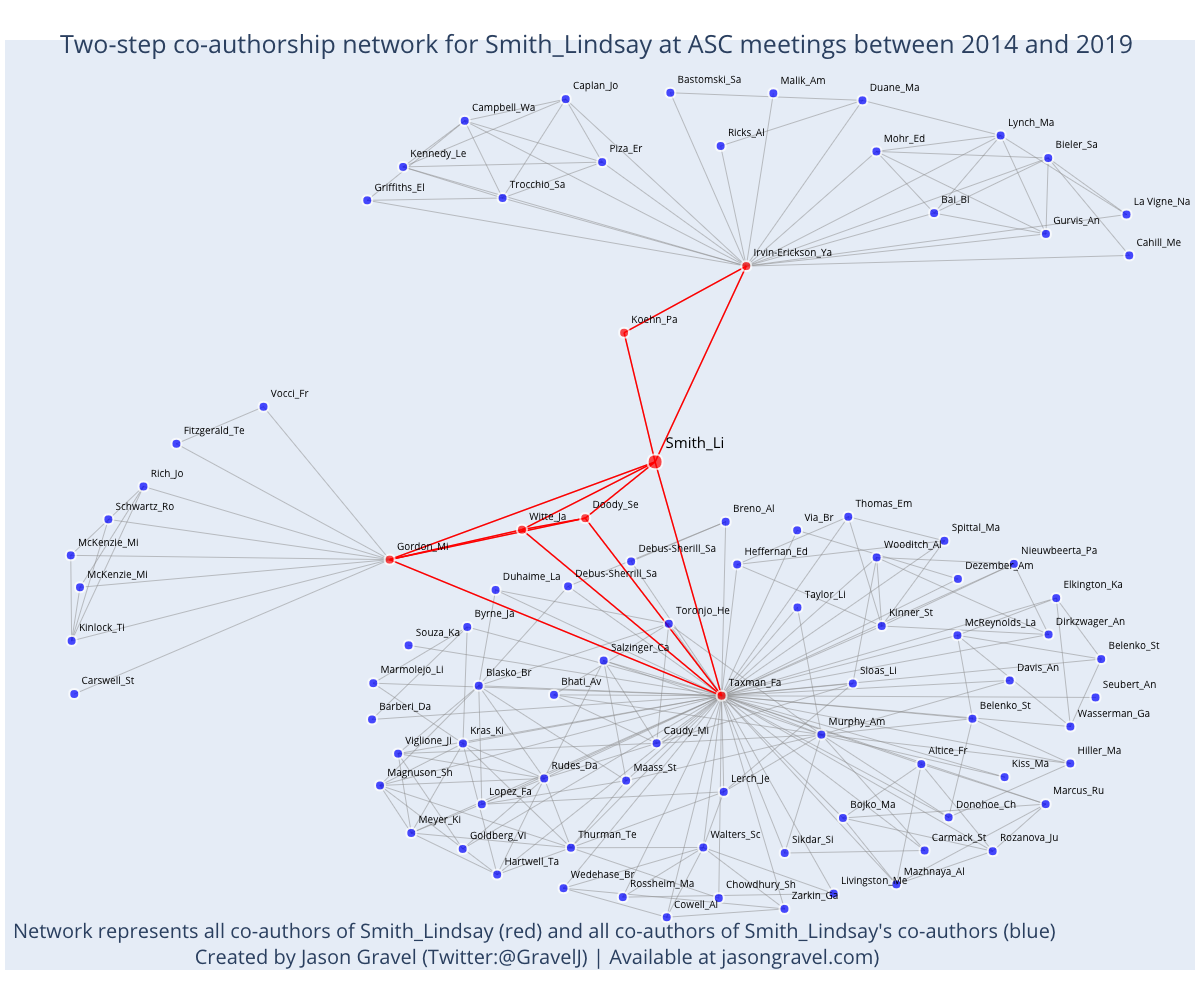 Two-step co-authorship network for Smith_Lindsay at ASC meetings between 2014 and 2019
Bastomski_Sa
Malik_Am
Caplan_Jo
Duane_Ma
Campbell_Wa
Lynch_Ma
Ricks_Al
Mohr_Ed
Bieler_Sa
Kennedy_Le
Piza_Er
Griffiths_El
Trocchio_Sa
Bai_Bi
La Vigne_Na
Gurvis_An
Cahill_Me
Irvin-Erickson_Ya
Koehn_Pa
Vocci_Fr
Fitzgerald_Te
Smith_Li
Rich_Jo
Schwartz_Ro
Doody_Se
Witte_Ja
Breno_Al
Via_Br
Thomas_Em
Spittal_Ma
McKenzie_Mi
Gordon_Mi
Debus-Sherill_Sa
Heffernan_Ed
Wooditch_Al
Nieuwbeerta_Pa
McKenzie_Mi
Duhaime_La
Debus-Sherrill_Sa
Dezember_Am
Elkington_Ka
Taylor_Li
Kinlock_Ti
Byrne_Ja
Toronjo_He
Kinner_St
McReynolds_La
Dirkzwager_An
Souza_Ka
Salzinger_Ca
Belenko_St
Carswell_St
Marmolejo_Li
Blasko_Br
Bhati_Av
Taxman_Fa
Sloas_Li
Davis_An
Seubert_An
Barberi_Da
Belenko_St
Wasserman_Ga
Viglione_Ji
Kras_Ki
Caudy_Mi
Murphy_Am
Altice_Fr
Kiss_Ma
Hiller_Ma
Magnuson_Sh
Rudes_Da
Maass_St
Lerch_Je
Lopez_Fa
Bojko_Ma
Donohoe_Ch
Marcus_Ru
Meyer_Ki
Goldberg_Vi
Thurman_Te
Walters_Sc
Sikdar_Si
Carmack_St
Rozanova_Ju
Hartwell_Ta
Wedehase_Br
Rossheim_Ma
Chowdhury_Sh
Livingston_Me
Mazhnaya_Al
Cowell_Al
Zarkin_Ga
Network represents all co-authors of Smith_Lindsay (red) and all co-authors of Smith_Lindsay's co-authors (blue)
Created by Jason Gravel (Twitter:@GravelJ) | Available at jasongravel.com)